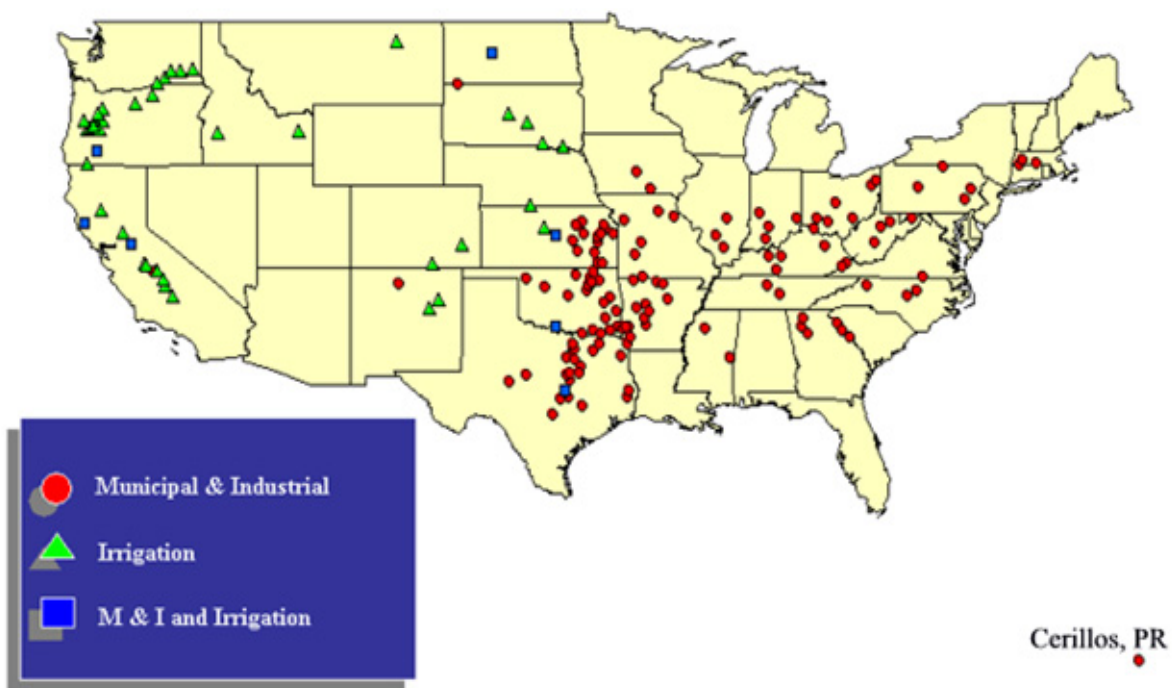 Municipal & Industrial
Irrigation
M & I and Irrigation
Cerillos, PR